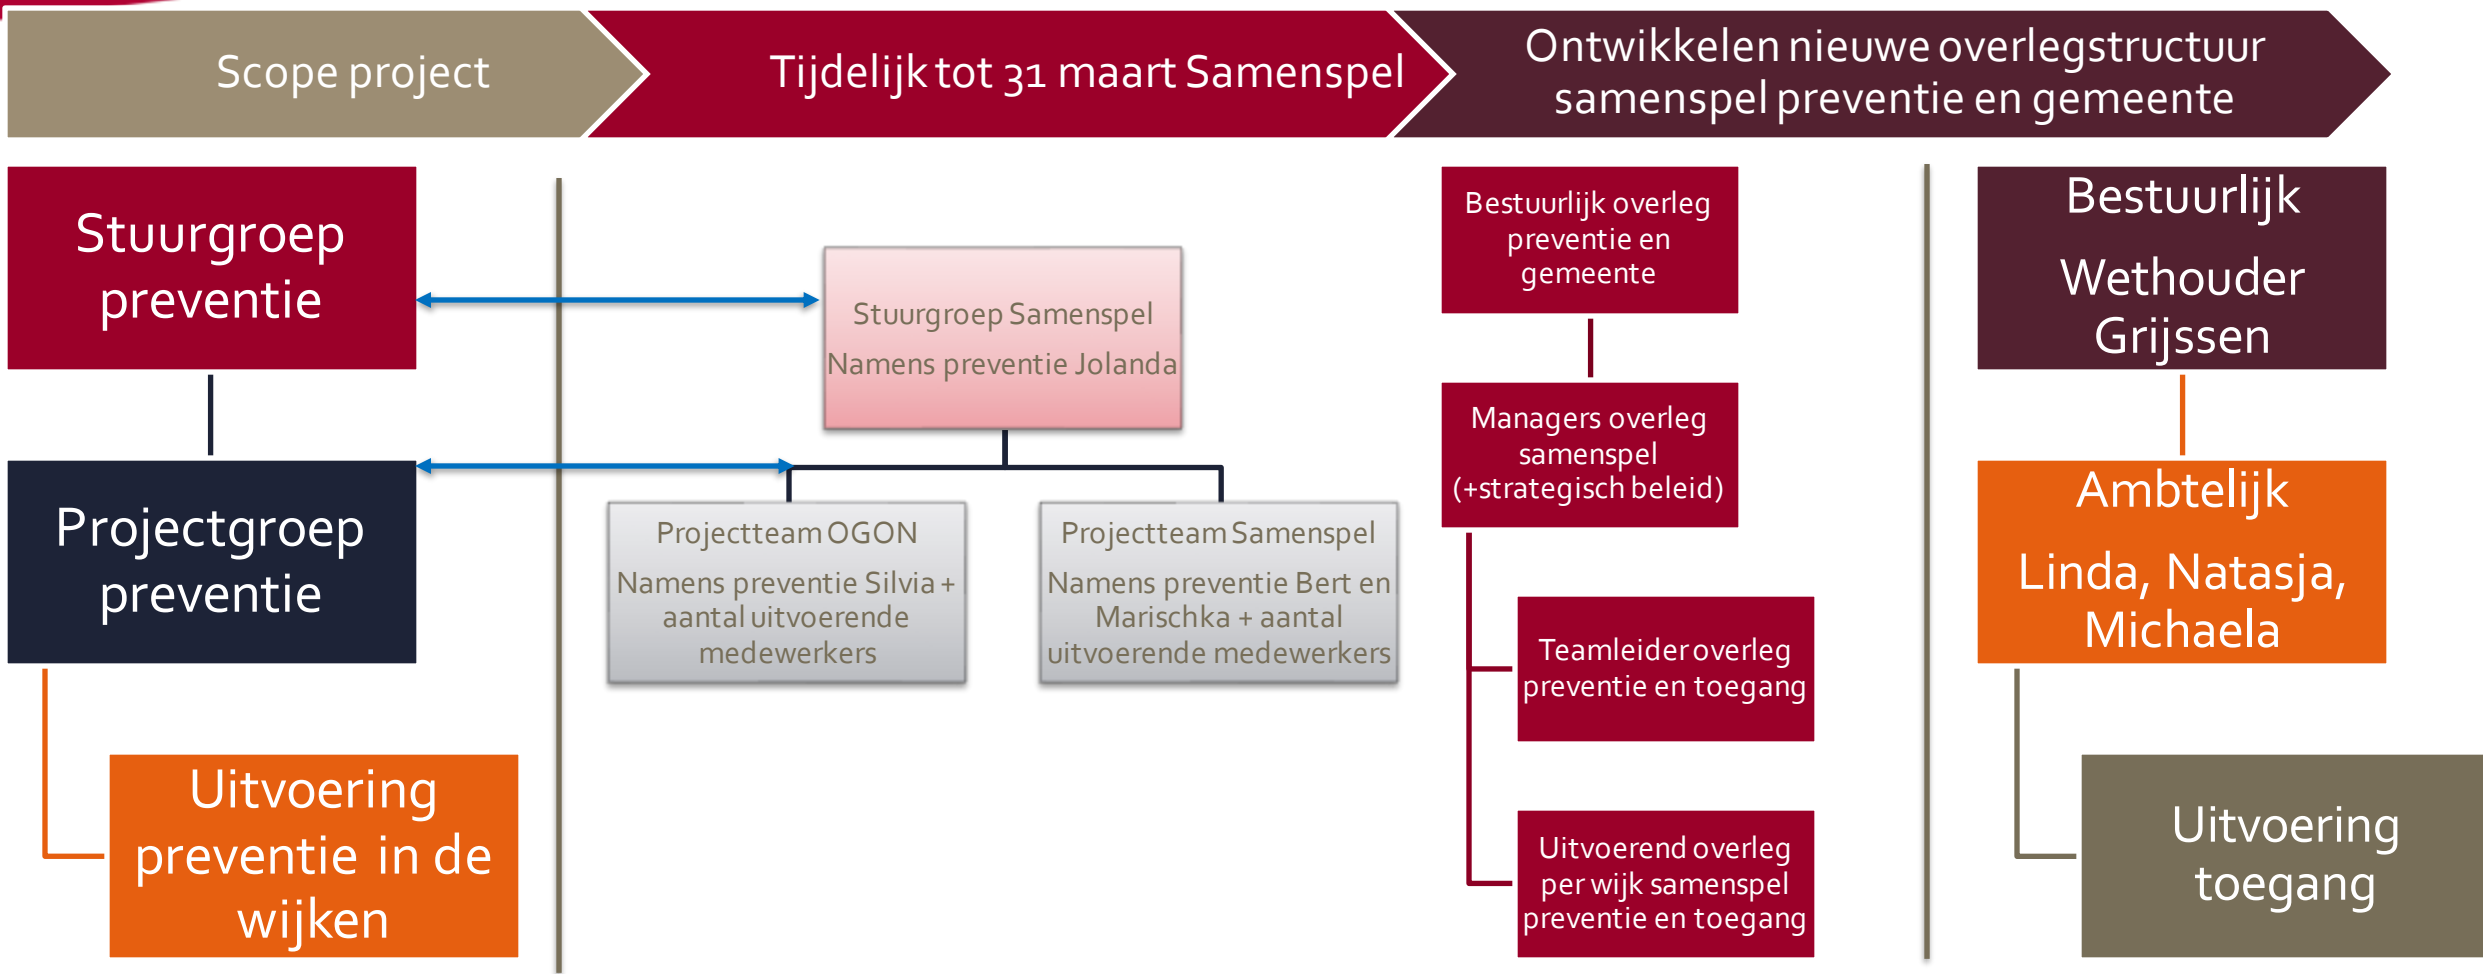 Scope project
Tijdelijk tot 31 maart Samenspel
Ontwikkelen nieuwe overlegstructuur
samenspel preventie en gemeente
Stuurgroep
preventie
Projectgroep
preventie
Uitvoering
preventie in de
wijken
Stuurgroep Samenspel
Namens preventie Jolanda
Projectteam OGON
Namens preventie Silvia +
aantal uitvoerende
medewerkers
Projectteam Samenspel
Namens preventie Bert en
Marischka + aantal
uitvoerende medewerkers
Bestuurlijk overleg
preventie en
gemeente
Managers overleg
samenspel
(+strategisch beleid)
Teamleider overleg
preventie en toegang
Uitvoerend overleg
per wijk samenspel
preventie en toegang
Bestuurlijk
Wethouder
Grijssen
Ambtelijk
Linda, Natasja,
Michaela
Uitvoering
toegang